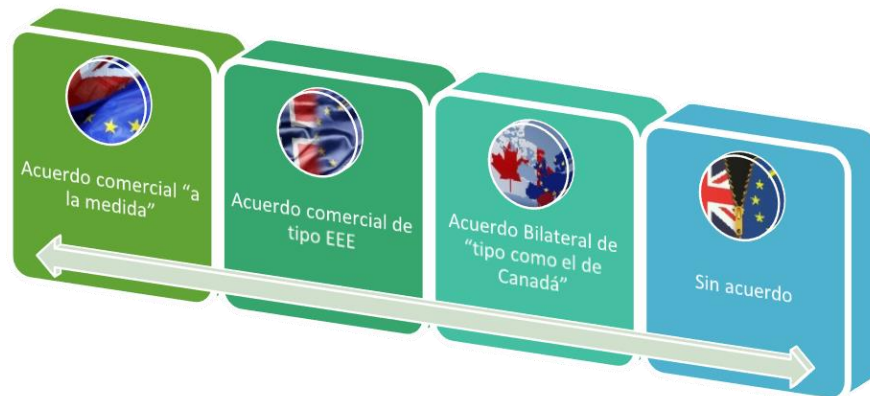 Acuerdo comercial “a
la medida”
Acuerdo comercial de
tipo EEE
Acuerdo Bilateral de
“tipo como el de
Canadá”
Sin acuerdo